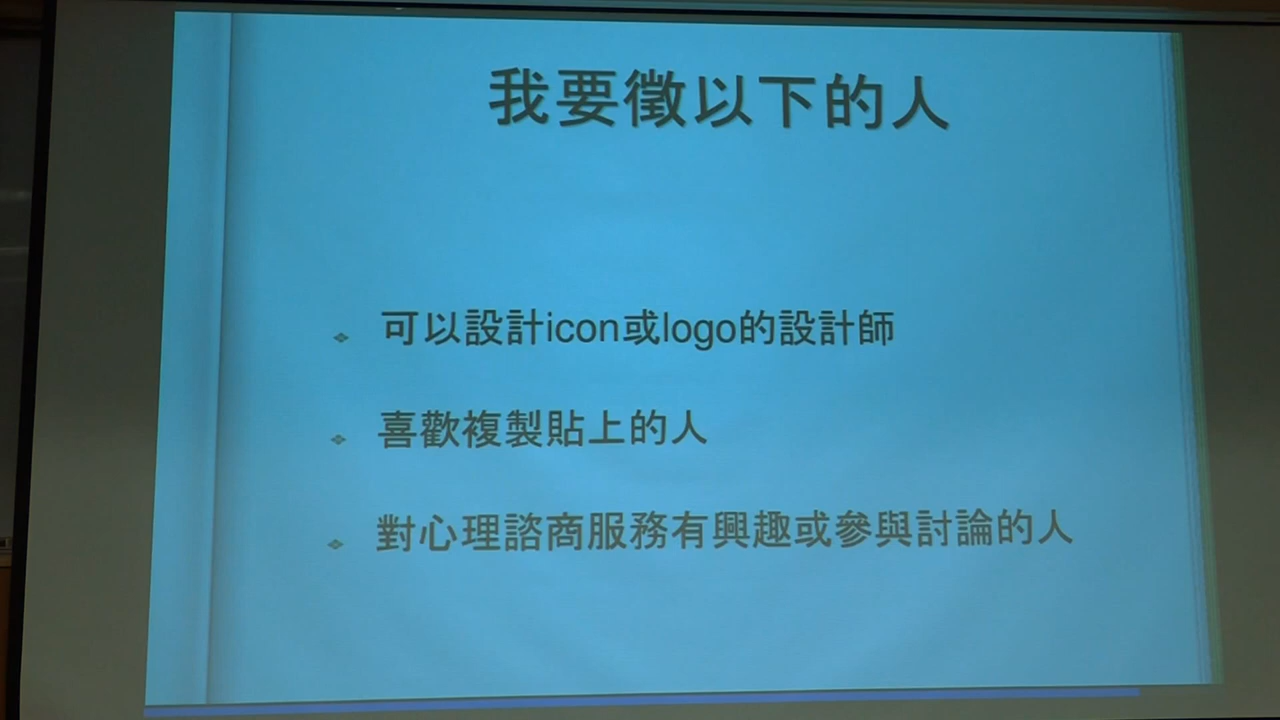 我要徵以下的人
可以設計icon或logo的設計師
喜歡複製貼上的人
對心理諮商服務有興趣或參與討論的人